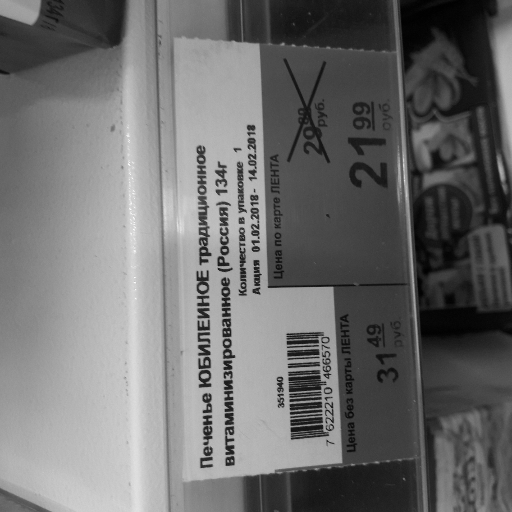 Печенье ЮБИЛЕЙНОЕ традиционное
витаминизированное (Россия) 134г
Количество в упаковке 1
Акция 01.02.2018 - 14.02.2018
Цена по карте ЛЕНТА
29 89 руб.
21 99 руб.
351940
7 622210 466570
Цена без карты ЛЕНТА
31 49 руб.